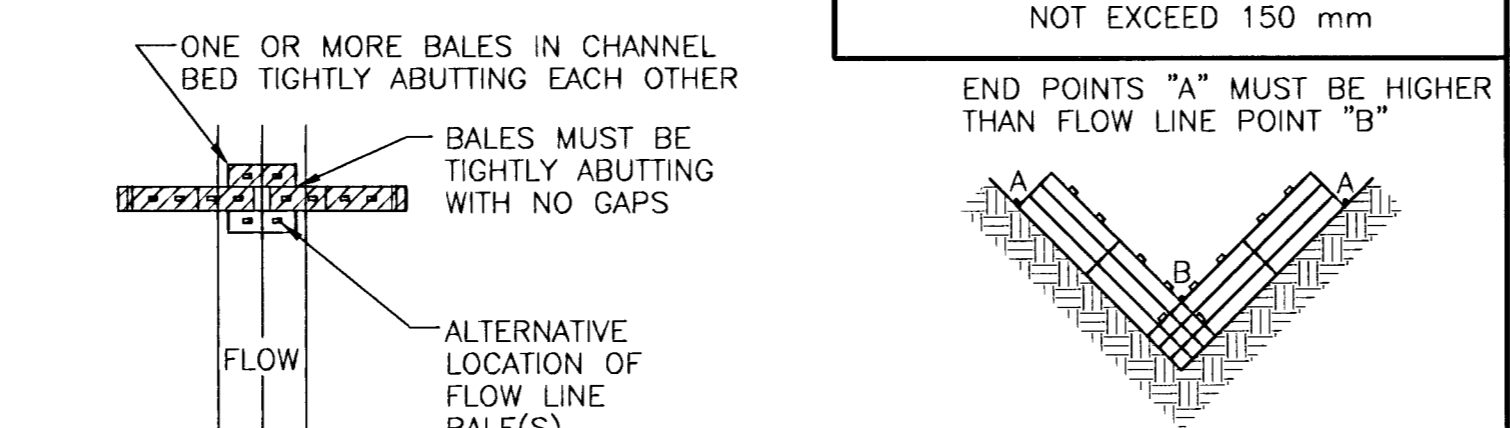 NOT EXCEED 150 mm
ONE OR MORE BALES IN CHANNEL
BED TIGHTLY ABUTTING EACH OTHER
BALES MUST BE
TIGHTLY ABUTTING
WITH NO GAPS
ALTERNATIVE
LOCATION OF
FLOW LINE
BALE(S)
FLOW
END POINTS "A" MUST BE HIGHER
THAN FLOW LINE POINT "B"
A
A
B